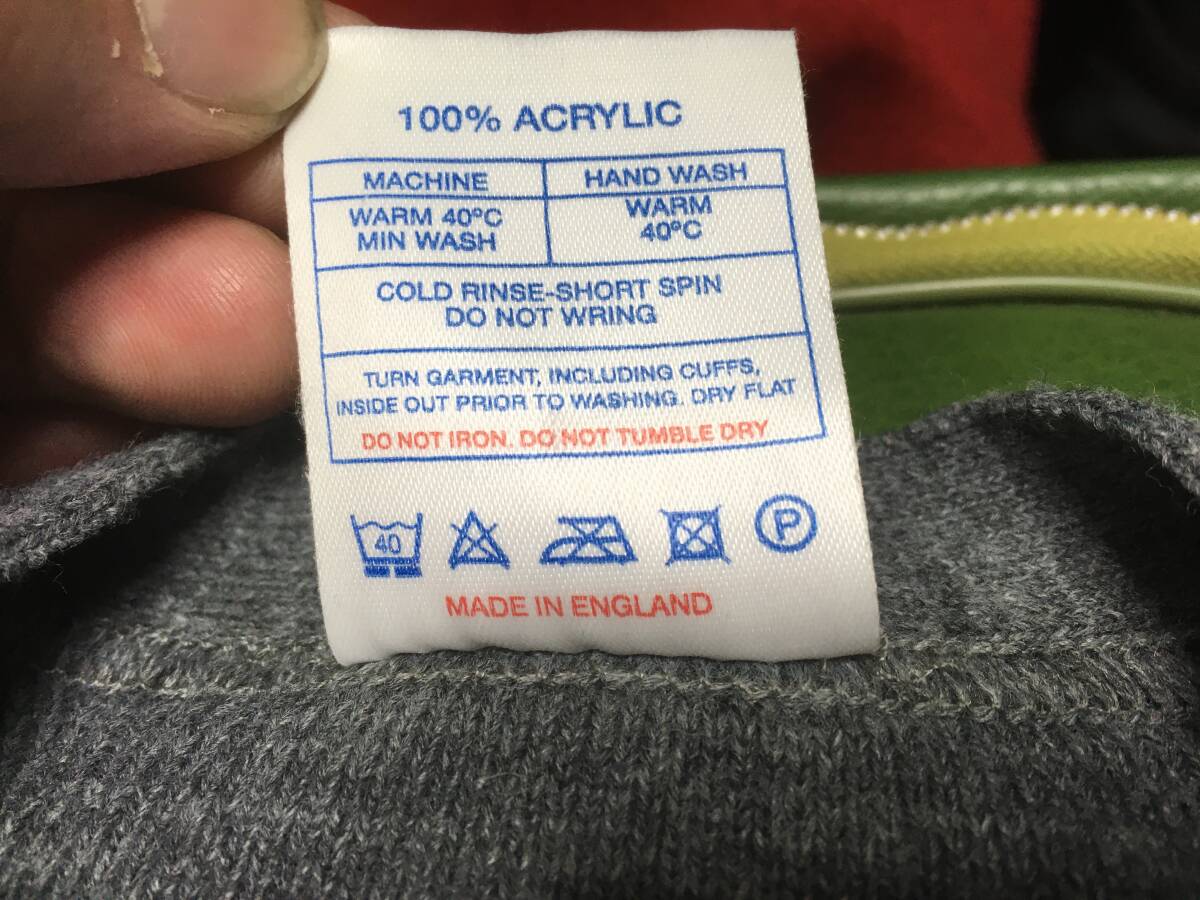 100% ACRYLIC
MACHINE
HAND WASH
WARM 40ºC
MIN WASH
WARM
40ºC
COLD RINSE-SHORT SPIN
DO NOT WRING
TURN GARMENT, INCLUDING CUFFS,
INSIDE OUT PRIOR TO WASHING. DRY FLAT
DO NOT IRON. DO NOT TUMBLE DRY
40
P
MADE IN ENGLAND